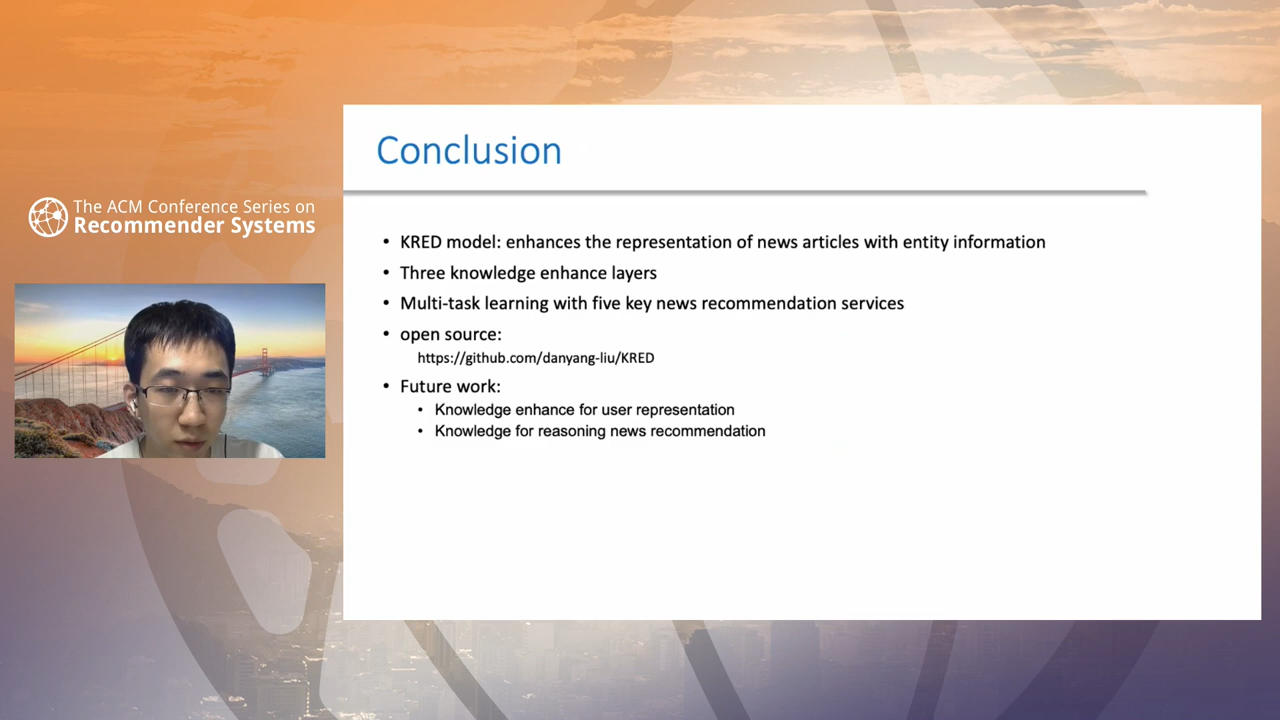 The ACM Conference Series on
Recommender Systems
Conclusion
• KRED model: enhances the representation of news articles with entity information
• Three knowledge enhance layers
• Multi-task learning with five key news recommendation services
• open source:
https://github.com/danyang-liu/KRED
• Future work:
• Knowledge enhance for user representation
• Knowledge for reasoning news recommendation